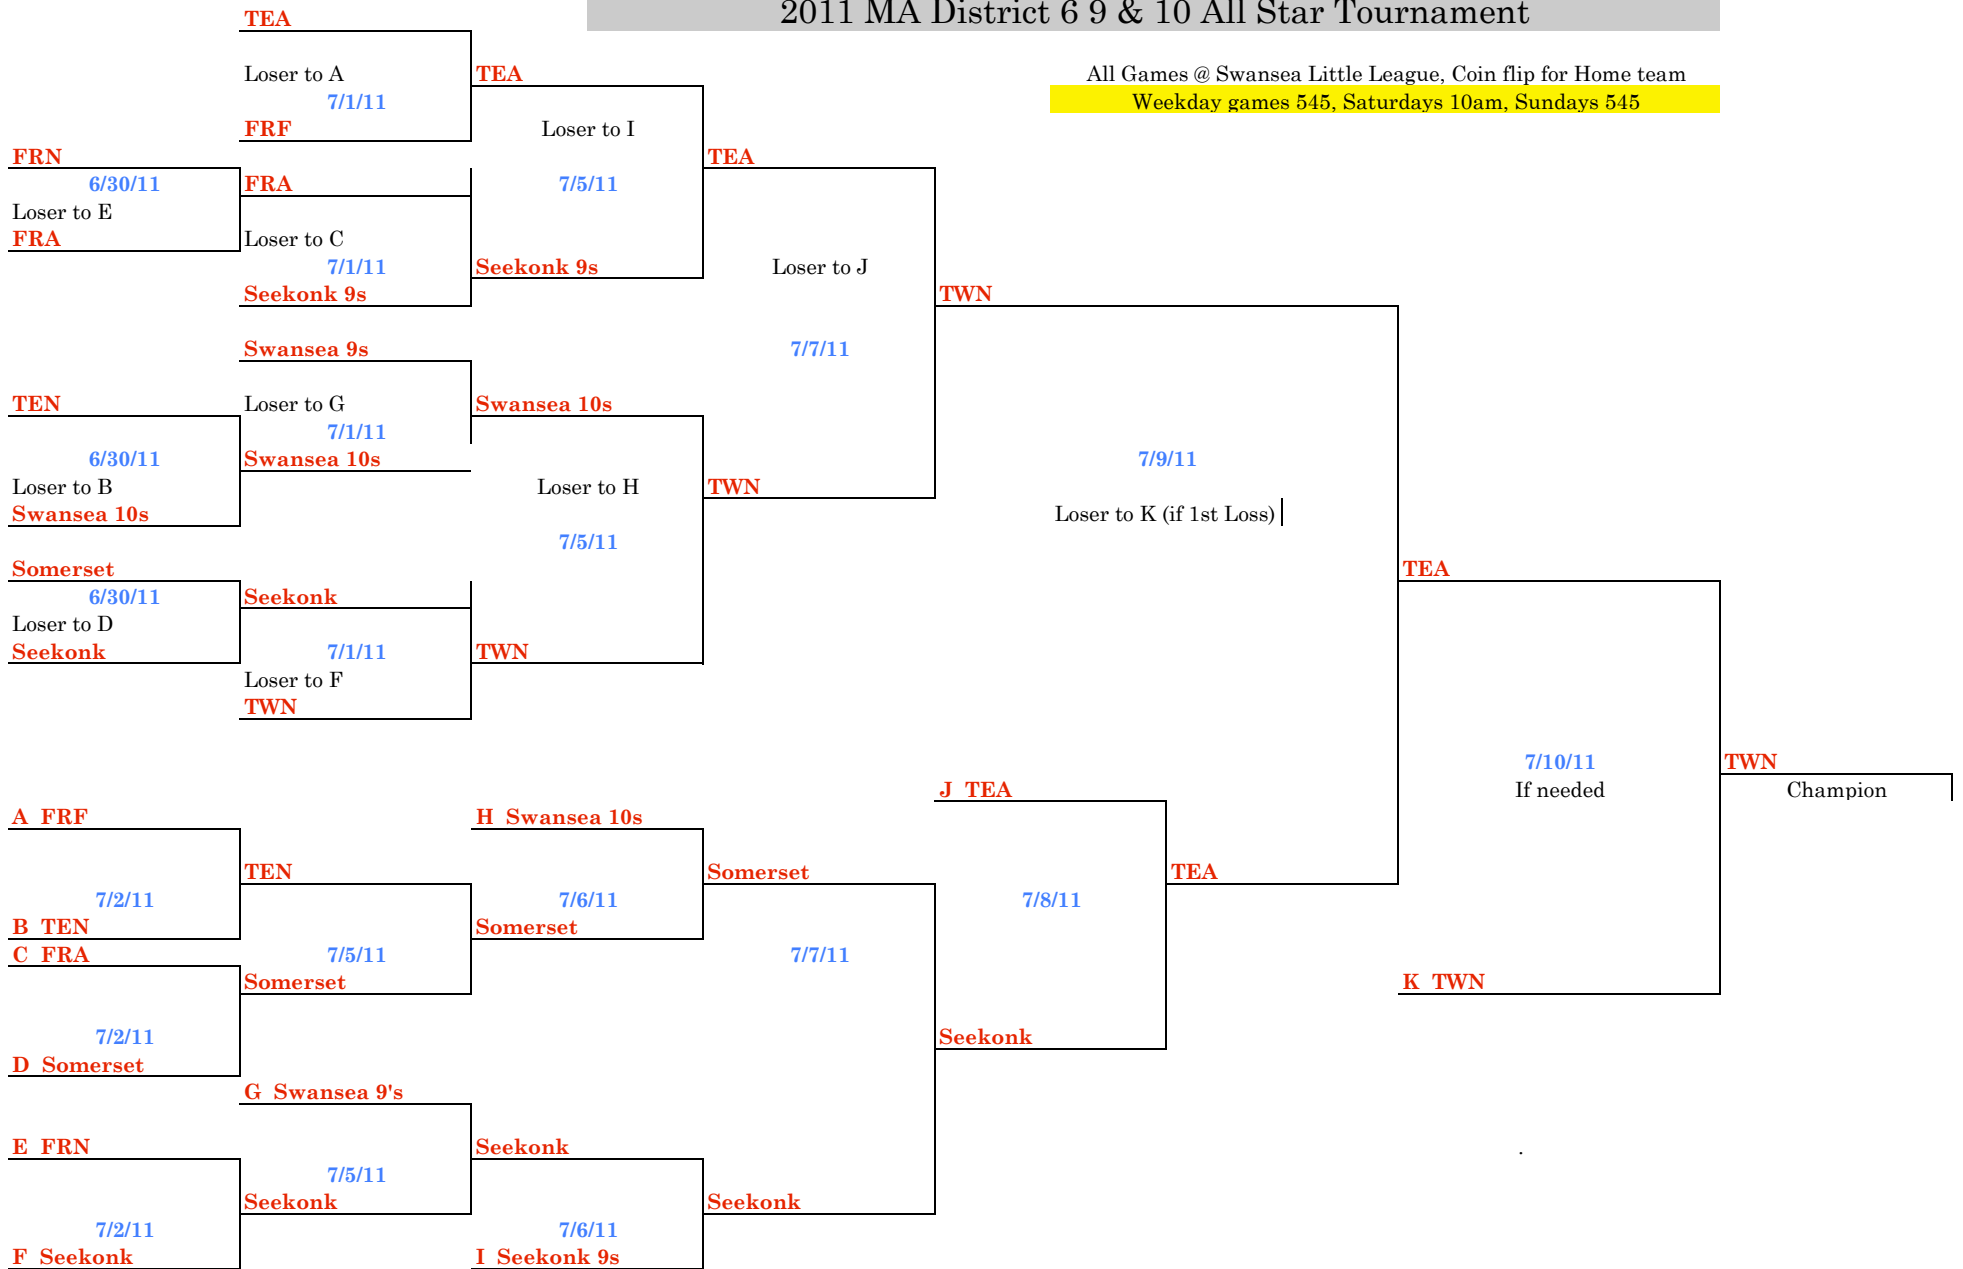 2011 MA District 6 9 & 10 All Star Tournament
TEA
Loser to A
TEA
All Games @ Swansea Little League, Coin flip for Home team
7/1/11
Weekday games 545, Saturdays 10am, Sundays 545
FRF
Loser to I
FRN
TEA
6/30/11
FRA
7/5/11
Loser to E
FRA
Loser to C
7/1/11
Seekonk 9s
Loser to J
Seekonk 9s
TWN
Swansea 9s
7/7/11
TEN
Loser to G
Swansea 10s
7/1/11
6/30/11
Swansea 10s
7/9/11
Loser to B
Loser to H
TWN
Swansea 10s
Loser to K (if 1st Loss)
7/5/11
Somerset
TEA
6/30/11
Seekonk
Loser to D
Seekonk
7/1/11
TWN
Loser to F
TWN
7/10/11
TWN
J TEA
If needed
Champion
A FRF
H Swansea 10s
TEN
Somerset
TEA
7/2/11
7/6/11
7/8/11
B TEN
Somerset
C FRA
7/5/11
7/7/11
Somerset
K TWN
7/2/11
Seekonk
D Somerset
G Swansea 9's
E FRN
Seekonk
.
7/5/11
Seekonk
Seekonk
7/2/11
7/6/11
F Seekonk
I Seekonk 9s